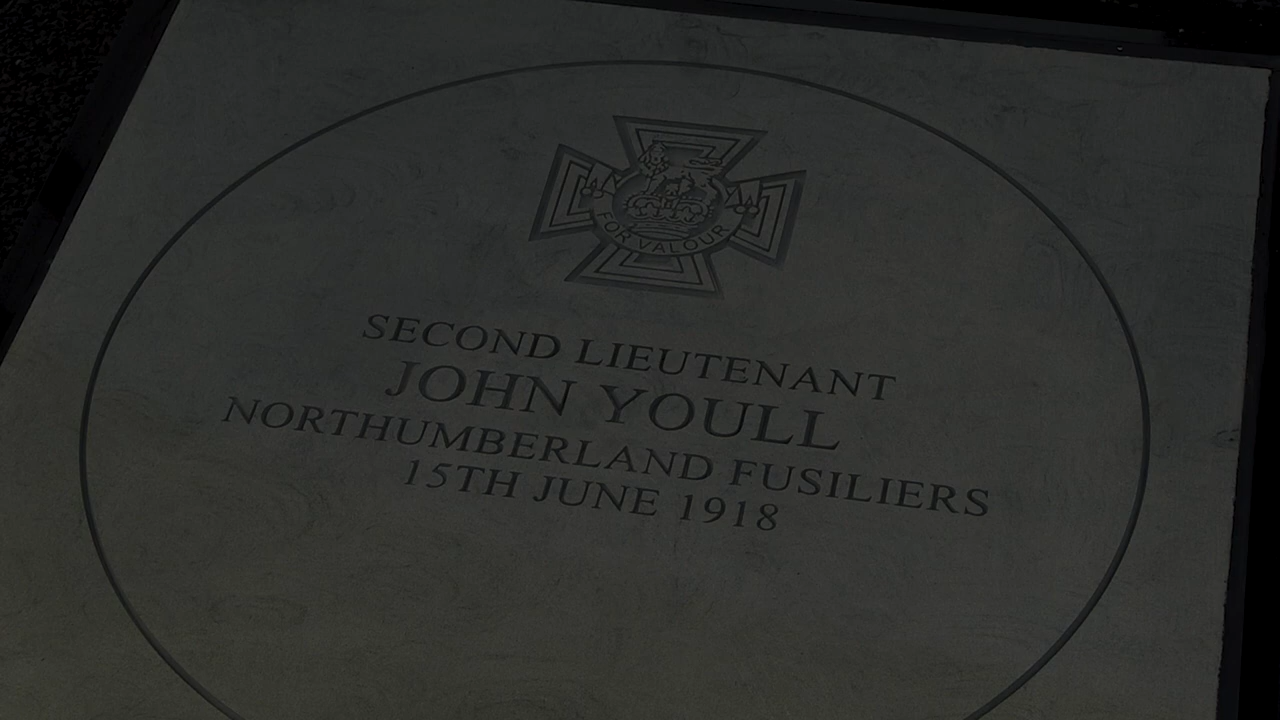 FOR VALOUR
SECOND LIEUTENANT
JOHN YOULL
NORTHUMBERLAND FUSILIERS
15TH JUNE 1918